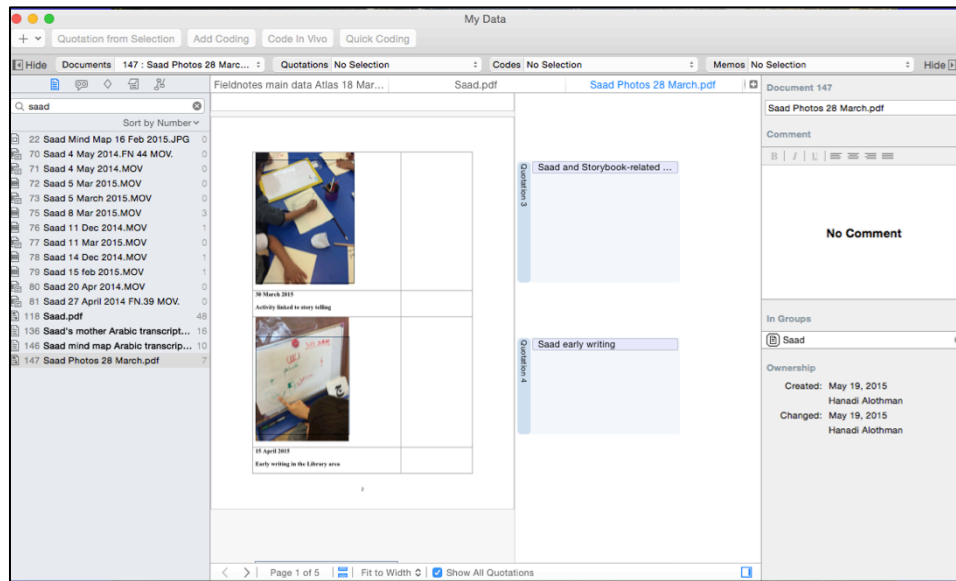 My Data
+ Quotation from Selection Add Coding Code In Vivo Quick Coding
Hide Documents 147 : Saad Photos 28 Marc... Quotations No Selection Codes No Selection Memos No Selection Hide
Fieldnotes main data Atlas 18 Mar... Saad.pdf Saad Photos 28 March.pdf
saad
Sort by Number
22 Saad Mind Map 16 Feb 2015.JPG 0
70 Saad 4 May 2014.FN 44 MOV. 0
71 Saad 4 May 2014.MOV 0
72 Saad 5 Mar 2015.MOV 0
73 Saad 5 March 2015.MOV 0
75 Saad 8 Mar 2015.MOV 3
76 Saad 11 Dec 2014.MOV 1
77 Saad 11 Mar 2015.MOV 0
78 Saad 14 Dec 2014.MOV 1
79 Saad 15 feb 2015.MOV 1
80 Saad 20 Apr 2014.MOV 0
81 Saad 27 April 2014 FN.39 MOV. 0
118 Saad.pdf 48
136 Saad's mother Arabic transcript... 16
146 Saad mind map Arabic transcrip... 10
147 Saad Photos 28 March.pdf 7
30 March 2015
Activity linked to story telling
15 April 2015
Early writing in the Library area
2
Quotation 3
Saad and Storybook-related ...
Quotation 4
Saad early writing
Page 1 of 5 Fit to Width Show All Quotations
Document 147
Saad Photos 28 March.pdf
Comment
B I U
No Comment
In Groups
Saad
Ownership
Created: May 19, 2015
Hanadi Alothman
Changed: May 19, 2015
Hanadi Alothman